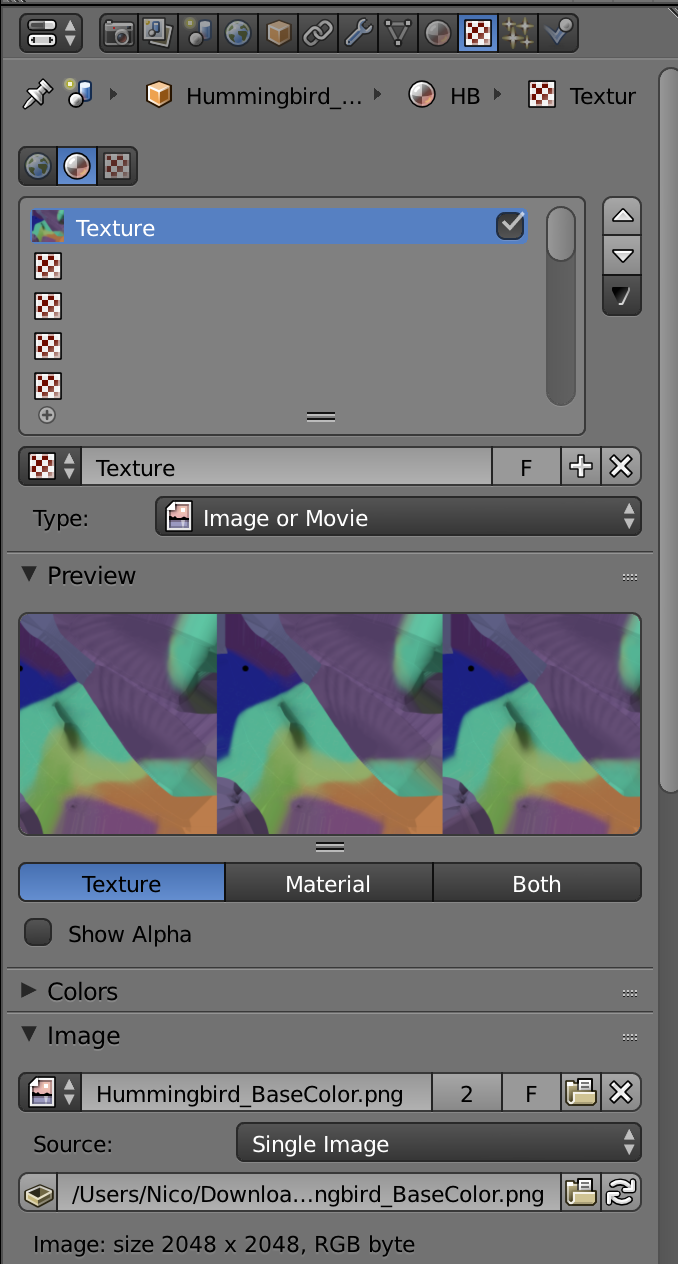 Hummingbird_... HB Textur
Texture
Texture F
Type: Image or Movie
Preview
Texture Material Both
Show Alpha
Colors
Image
Hummingbird_BaseColor.png 2 F
Source: Single Image
/Users/Nico/Downloa...ngbird_BaseColor.png
Image: size 2048 x 2048, RGB byte